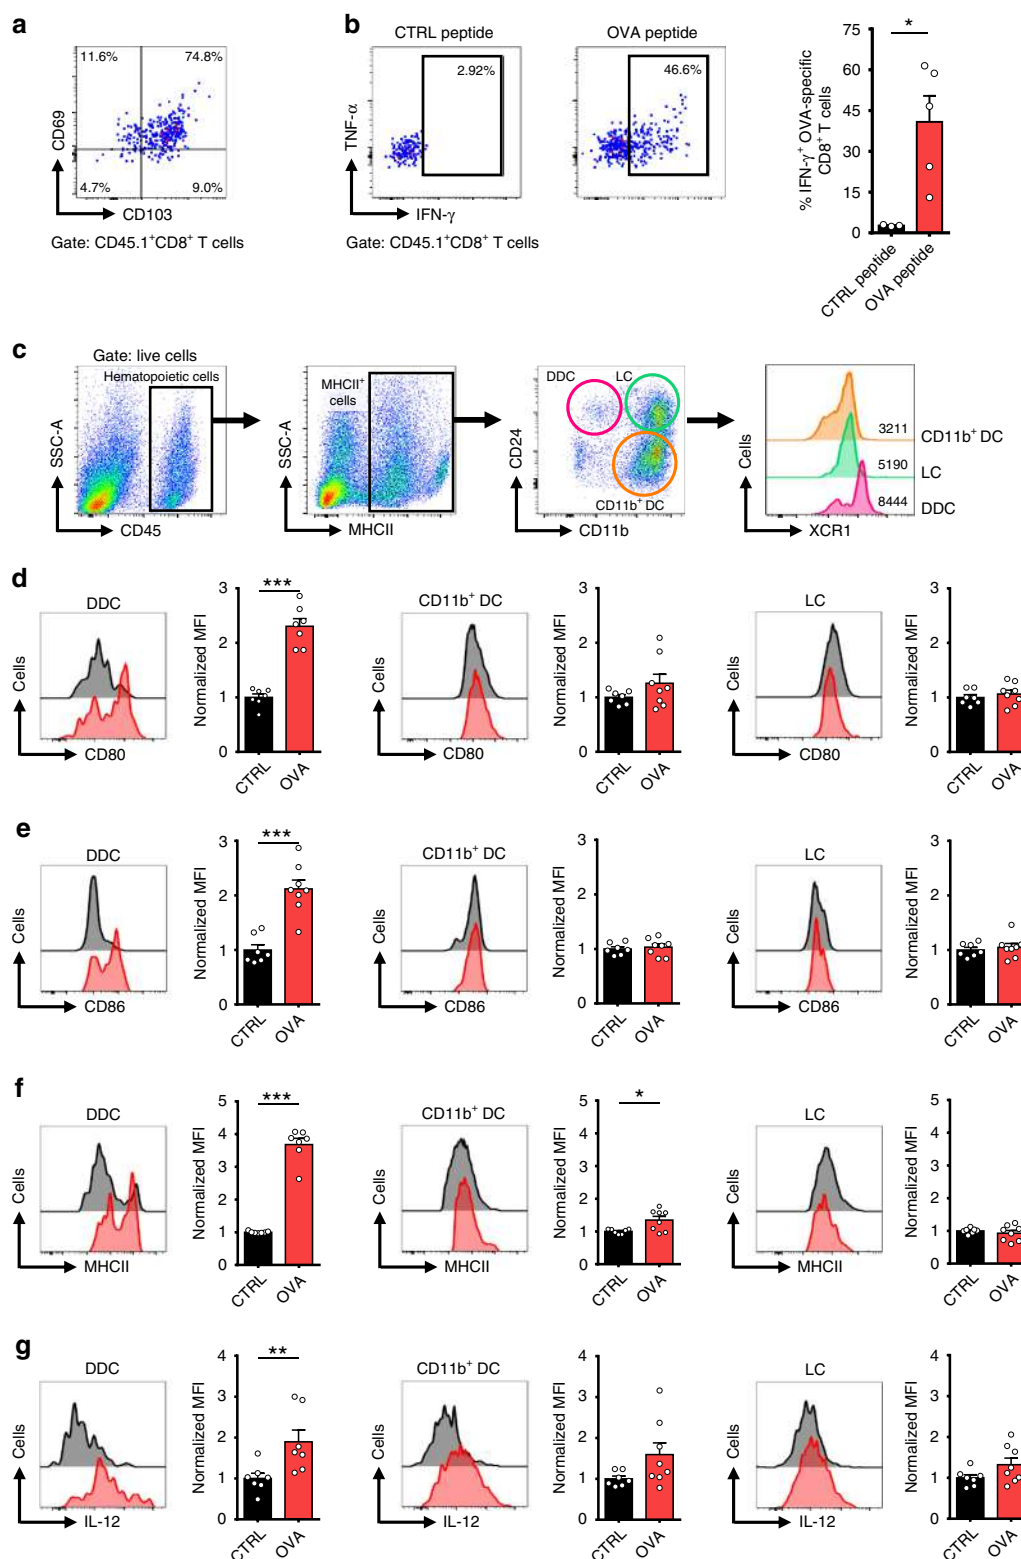 a
11.6%
74.8%
4.7%
9.0%
CD69
CD103
Gate: CD45.1⁺CD8⁺ T cells
b
CTRL peptide
OVA peptide
2.92%
46.6%
TNF-α
IFN-γ
Gate: CD45.1⁺CD8⁺ T cells
*
75
60
45
30
15
0
% IFN-γ⁺ OVA-specific
CD8⁺ T cells
CTRL peptide
OVA peptide
c
Gate: live cells
Hematopoietic cells
SSC-A
CD45
MHCII⁺
cells
SSC-A
MHCII
DDC
LC
CD11b⁺ DC
CD24
CD11b
Cells
3211
CD11b⁺ DC
5190
LC
8444
DDC
XCR1
d
DDC
Cells
CD80
Normalized MFI
3
2
1
0
***
CTRL
OVA
CD11b⁺ DC
Cells
CD80
Normalized MFI
3
2
1
0
CTRL
OVA
LC
Cells
CD80
Normalized MFI
3
2
1
0
CTRL
OVA
e
DDC
Cells
CD86
Normalized MFI
3
2
1
0
***
CTRL
OVA
CD11b⁺ DC
Cells
CD86
Normalized MFI
3
2
1
0
CTRL
OVA
LC
Cells
CD86
Normalized MFI
3
2
1
0
CTRL
OVA
f
DDC
Cells
MHCII
Normalized MFI
5
4
3
2
1
0
***
CTRL
OVA
CD11b⁺ DC
Cells
MHCII
Normalized MFI
5
4
3
2
1
0
*
CTRL
OVA
LC
Cells
MHCII
Normalized MFI
5
4
3
2
1
0
CTRL
OVA
g
DDC
Cells
IL-12
Normalized MFI
4
3
2
1
0
**
CTRL
OVA
CD11b⁺ DC
Cells
IL-12
Normalized MFI
4
3
2
1
0
CTRL
OVA
LC
Cells
IL-12
Normalized MFI
4
3
2
1
0
CTRL
OVA